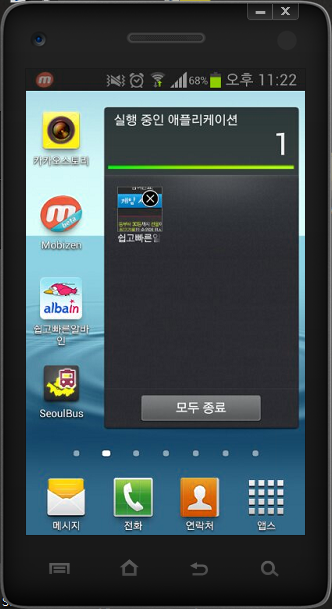 68% 오후 11:22
실행 중인 애플리케이션
1
카카오스토리
m
beta
Mobizen
쉽고빠른알
albain
쉽고빠른알바
인
SeoulBus
모두 종료
메시지
전화
연락처
앱스